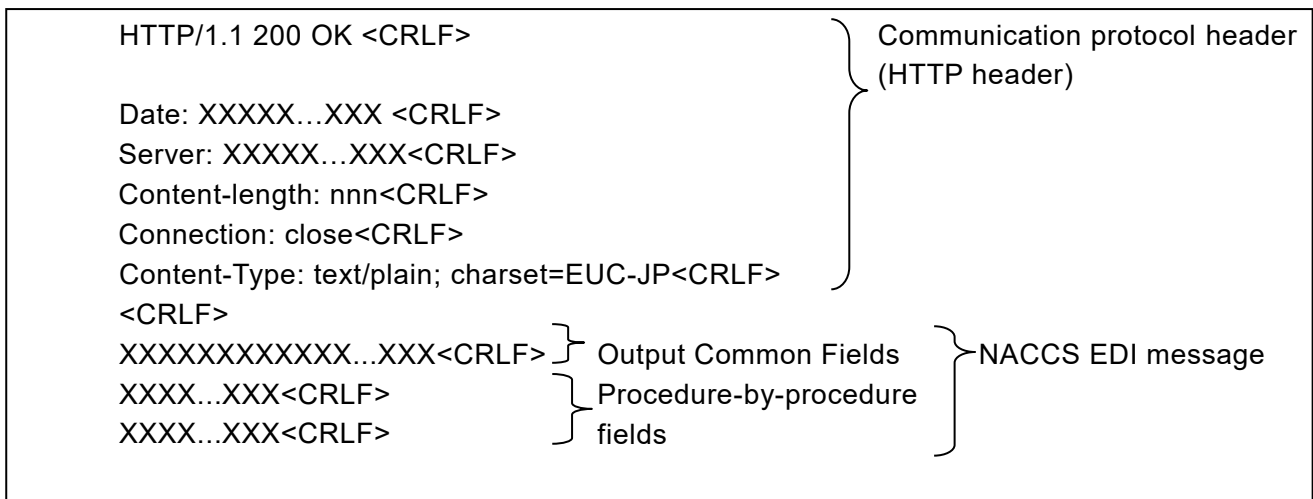 HTTP/1.1 200 OK <CRLF>
Communication protocol header
(HTTP header)
Date: XXXXX…XXX <CRLF>
Server: XXXXX…XXX<CRLF>
Content-length: nnn<CRLF>
Connection: close<CRLF>
Content-Type: text/plain; charset=EUC-JP<CRLF>
<CRLF>
XXXXXXXXXXXX...XXX<CRLF> Output Common Fields NACCS EDI message
XXXX...XXX<CRLF> Procedure-by-procedure
XXXX...XXX<CRLF> fields